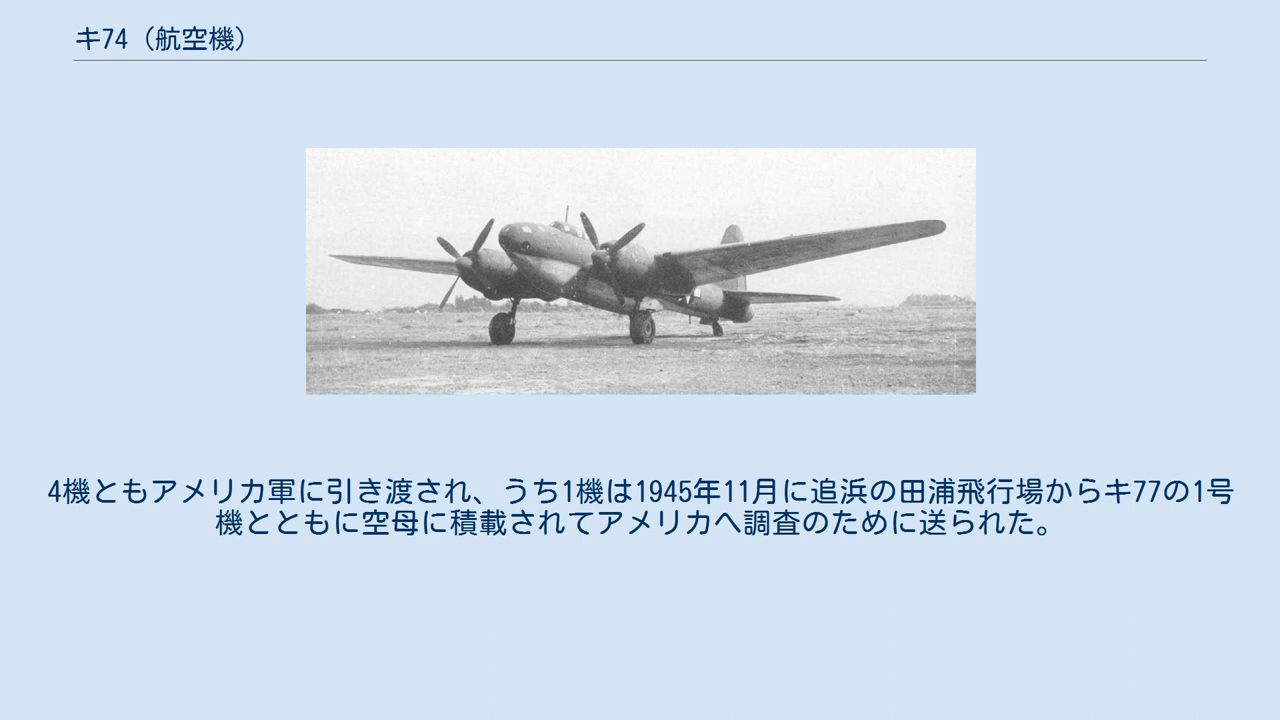 キ74（航空機）
4機ともアメリカ軍に引き渡され、うち1機は1945年11月に追浜の田浦飛行場からキ77の1号
機とともに空母に積載されてアメリカへ調査のために送られた。